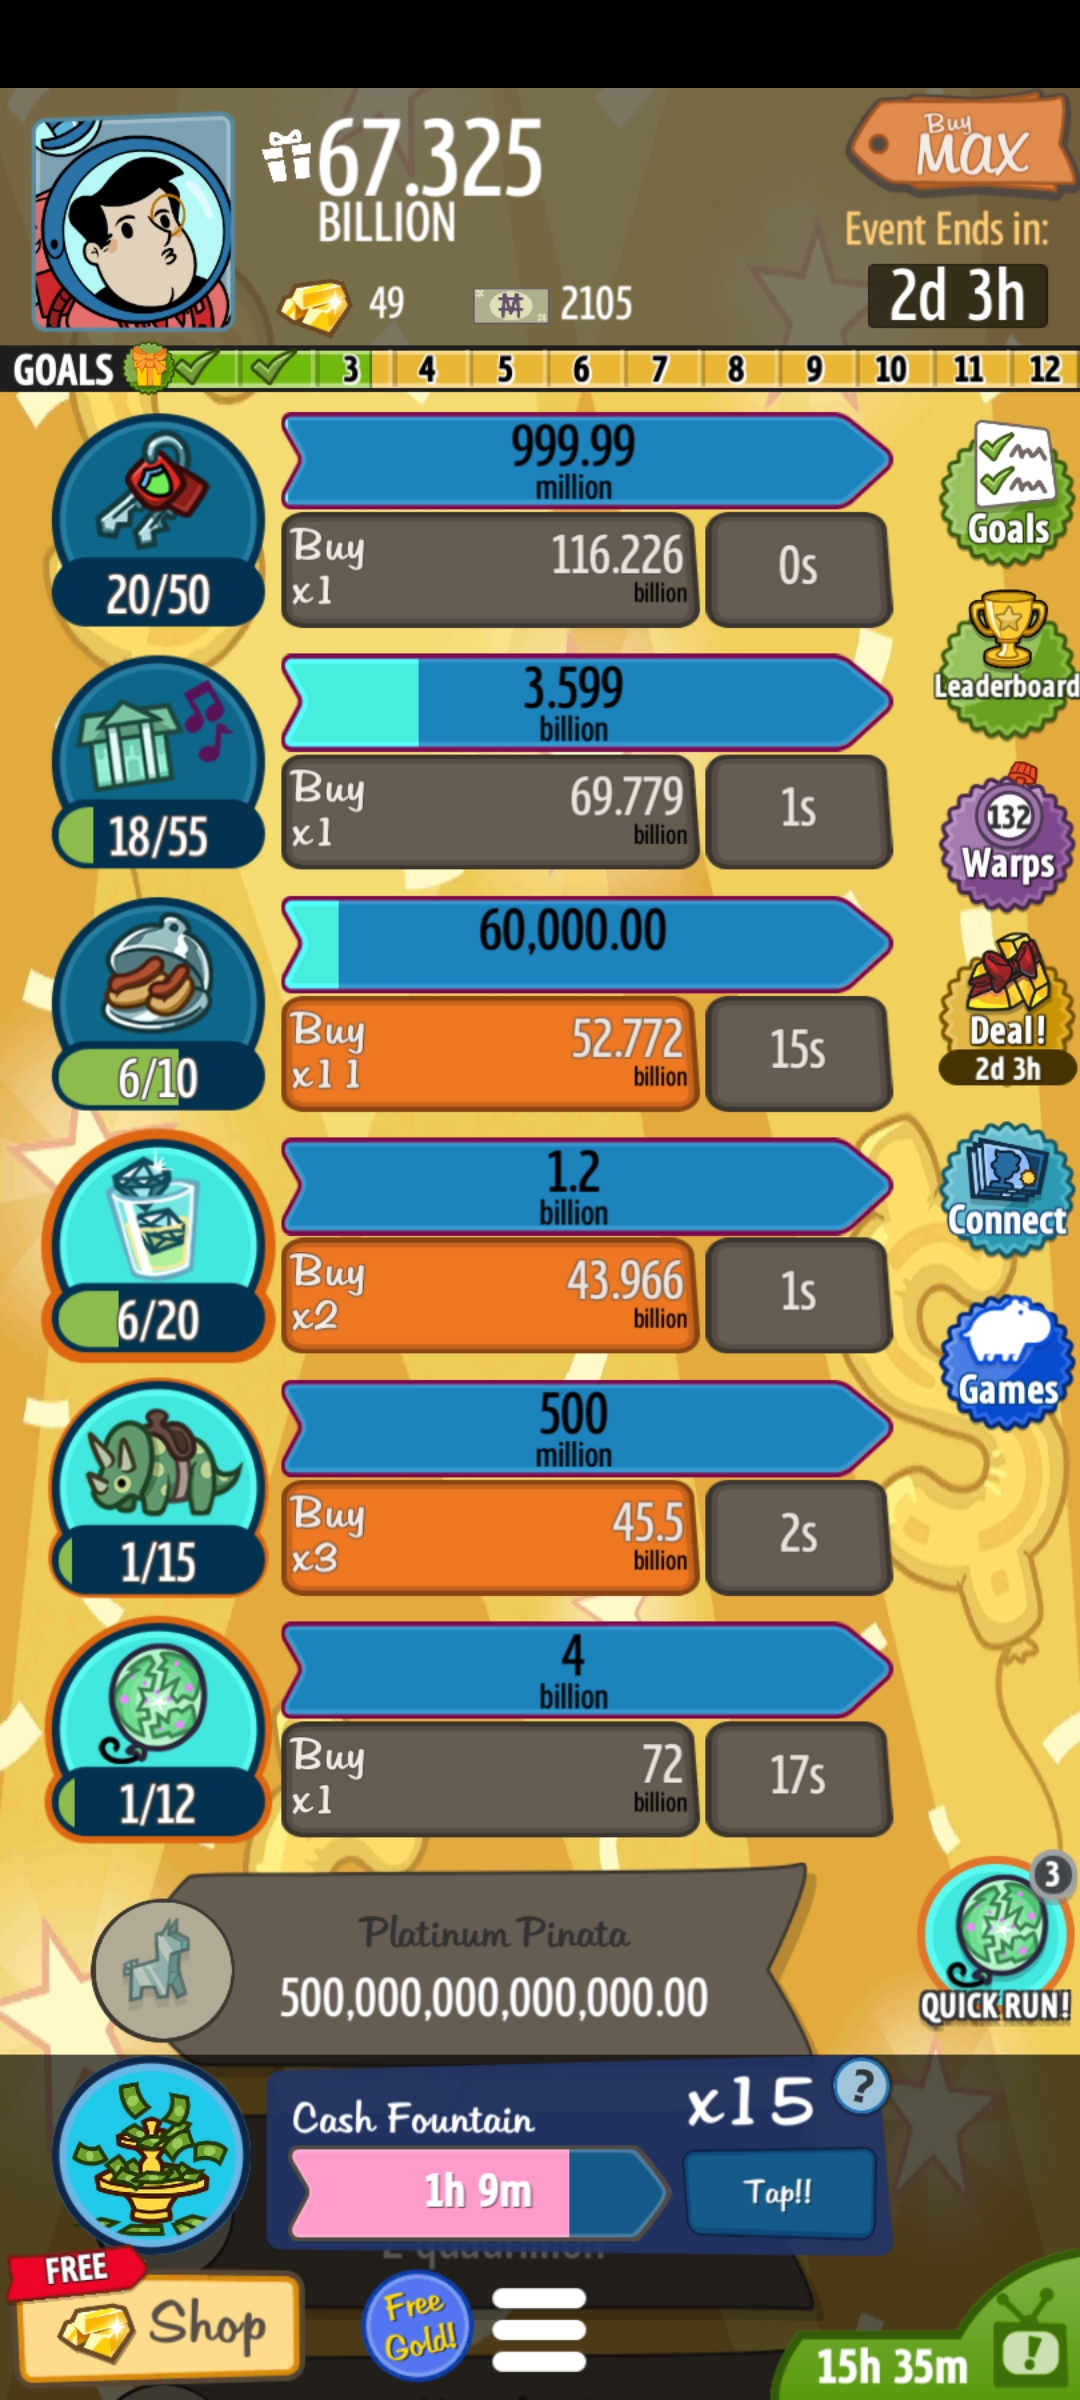 67.325
BILLION
Buy
MAX
Event Ends in:
2d 3h
49
2105
GOALS 3 4 5 6 7 8 9 10 11 12
999.99
million
Buy
x1
116.226
billion
0s
20/50
Goals
3.599
billion
Buy
x1
69.779
billion
1s
18/55
Leaderboard
60,000.00
Buy
x11
52.772
billion
15s
6/10
132
Warps
Deal!
2d 3h
1.2
billion
Buy
x2
43.966
billion
1s
6/20
Connect
500
million
Buy
x3
45.5
billion
2s
1/15
Games
4
billion
Buy
x1
72
billion
17s
1/12
Platinum Pinata
500,000,000,000,000.00
3
QUICK RUN!
Cash Fountain
x15
?
1h 9m
Tap!!
2 quadrillion
FREE
Shop
Free
Gold!
15h 35m
!